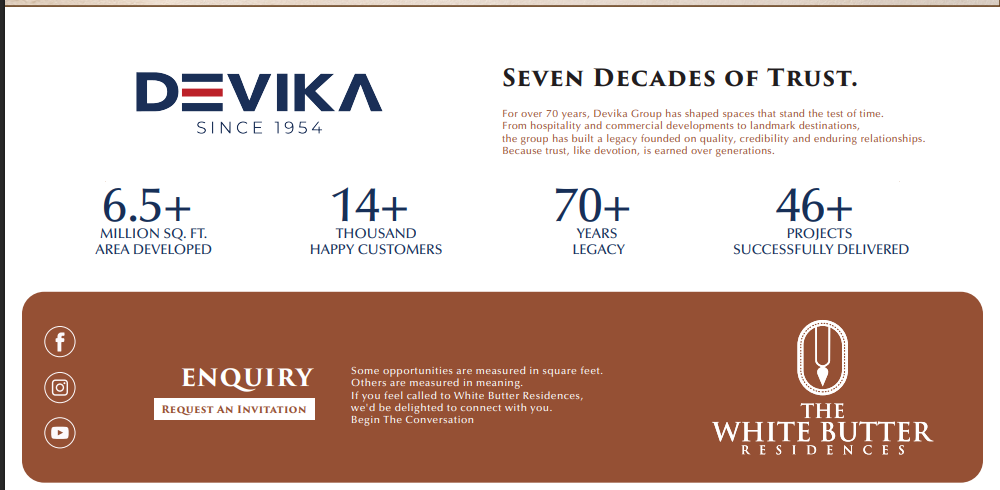 DEVIKA
SINCE 1954
SEVEN DECADES OF TRUST.
For over 70 years, Devika Group has shaped spaces that stand the test of time.
From hospitality and commercial developments to landmark destinations,
the group has built a legacy founded on quality, credibility and enduring relationships.
Because trust, like devotion, is earned over generations.
6.5+
MILLION SQ. FT.
AREA DEVELOPED
14+
THOUSAND
HAPPY CUSTOMERS
70+
YEARS
LEGACY
46+
PROJECTS
SUCCESSFULLY DELIVERED
ENQUIRY
REQUEST AN INVITATION
Some opportunities are measured in square feet.
Others are measured in meaning.
If you feel called to White Butter Residences,
we'd be delighted to connect with you.
Begin The Conversation
THE
WHITE BUTTER
RESIDENCES